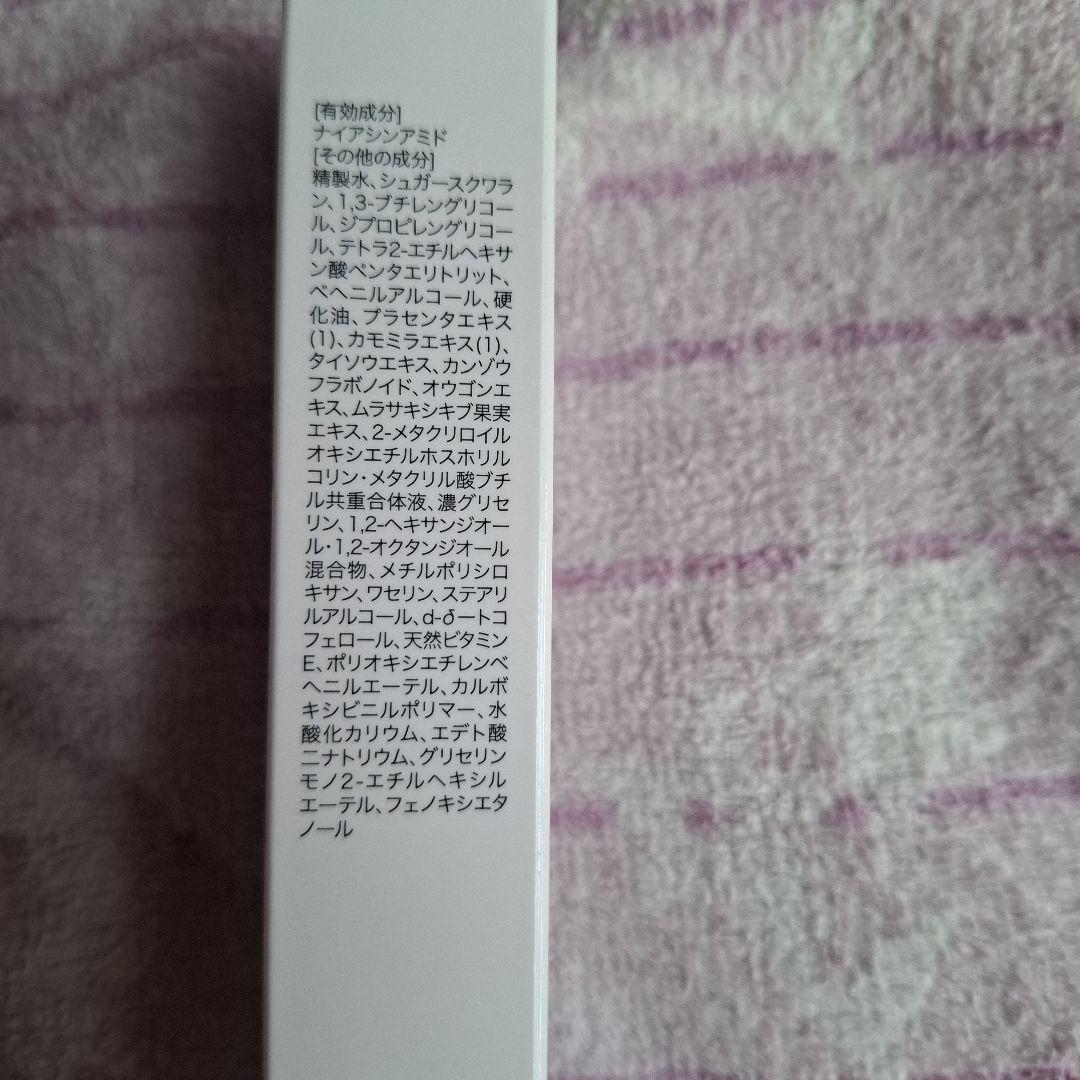 [有効成分]
ナイアシンアミド
[その他の成分]
精製水、シュガースクワラ
ン、1,3-ブチレングリコー
ル、ジプロピレングリコー
ル、テトラ2-エチルヘキサ
ン酸ペンタエリトリット、
ベヘニルアルコール、硬
化油、プラセンタエキス
(1)、カモミラエキス(1)、
タイソウエキス、カンゾウ
フラボノイド、オウゴンエ
キス、ムラサキシキブ果実
エキス、2-メタクリロイル
オキシエチルホスホリル
コリン・メタクリル酸ブチ
ル共重合体液、濃グリセ
リン、1,2-ヘキサンジオー
ル・1,2-オクタンジオール
混合物、メチルポリシロ
キサン、ワセリン、ステアリ
ルアルコール、d-δートコ
フェロール、天然ビタミン
E、ポリオキシエチレンベ
ヘニルエーテル、カルボ
キシビニルポリマー、水
酸化カリウム、エデト酸
二ナトリウム、グリセリン
モノ2-エチルヘキシル
エーテル、フェノキシエタ
ノール